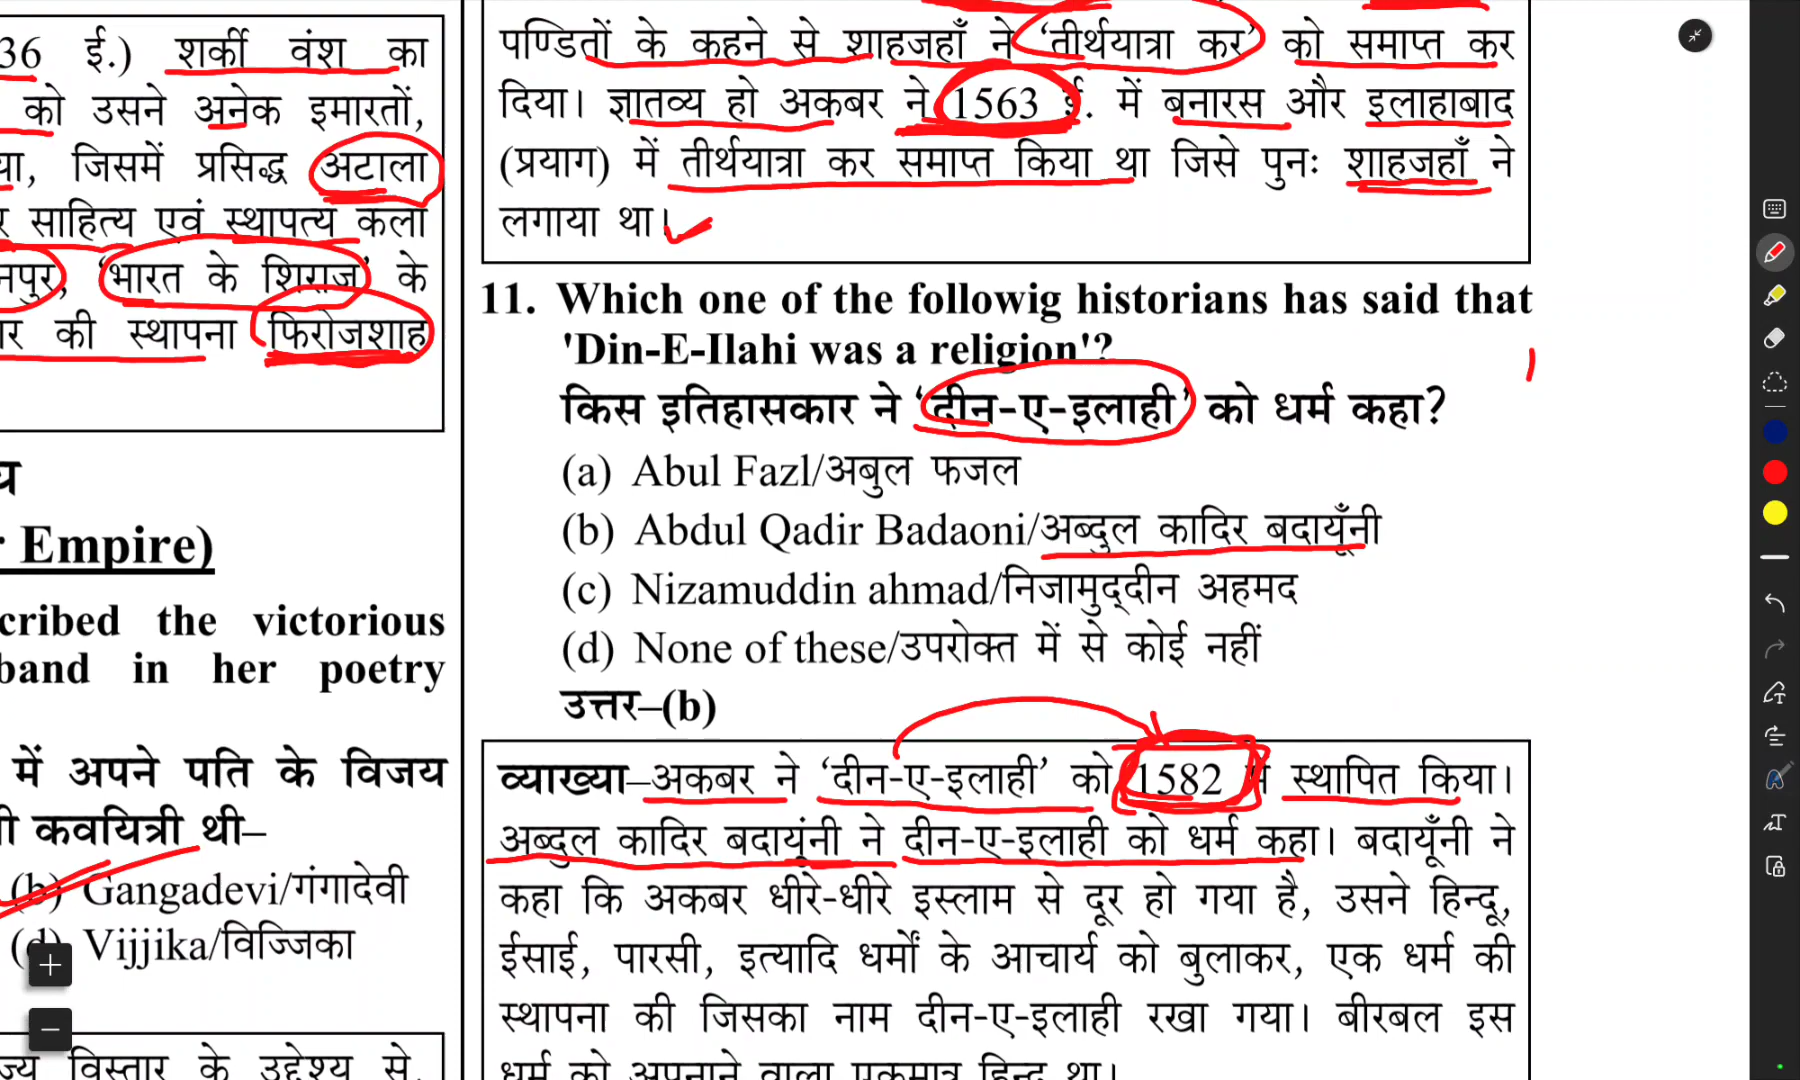 36 ई.) शर्की वंश का
को उसने अनेक इमारतों,
या, जिसमें प्रसिद्ध अटाला
र साहित्य एवं स्थापत्य कला
नपुर, 'भारत के शिराज' के
ार की स्थापना फिरोजशाह
य
r Empire)
cribed the victorious
band in her poetry
में अपने पति के विजय
ी कवयित्री थी–
(b) Gangadevi/गंगादेवी
(d) Vijjika/विज्जिका
ज्य विस्तार के उद्देश्य से,
पण्डितों के कहने से शाहजहाँ ने 'तीर्थयात्रा कर' को समाप्त कर
दिया। ज्ञातव्य हो अकबर ने 1563 ई. में बनारस और इलाहाबाद
(प्रयाग) में तीर्थयात्रा कर समाप्त किया था जिसे पुनः शाहजहाँ ने
लगाया था।
11. Which one of the followig historians has said that
'Din-E-Ilahi was a religion'?
किस इतिहासकार ने 'दीन-ए-इलाही' को धर्म कहा?
(a) Abul Fazl/अबुल फजल
(b) Abdul Qadir Badaoni/अब्दुल कादिर बदायूँनी
(c) Nizamuddin ahmad/निजामुद्दीन अहमद
(d) None of these/उपरोक्त में से कोई नहीं
उत्तर–(b)
व्याख्या–अकबर ने 'दीन-ए-इलाही' को 1582 में स्थापित किया।
अब्दुल कादिर बदायूंनी ने दीन-ए-इलाही को धर्म कहा। बदायूँनी ने
कहा कि अकबर धीरे-धीरे इस्लाम से दूर हो गया है, उसने हिन्दू,
ईसाई, पारसी, इत्यादि धर्मों के आचार्य को बुलाकर, एक धर्म की
स्थापना की जिसका नाम दीन-ए-इलाही रखा गया। बीरबल इस
धर्म को अपनाने वाला एकमात्र हिन्दू था।